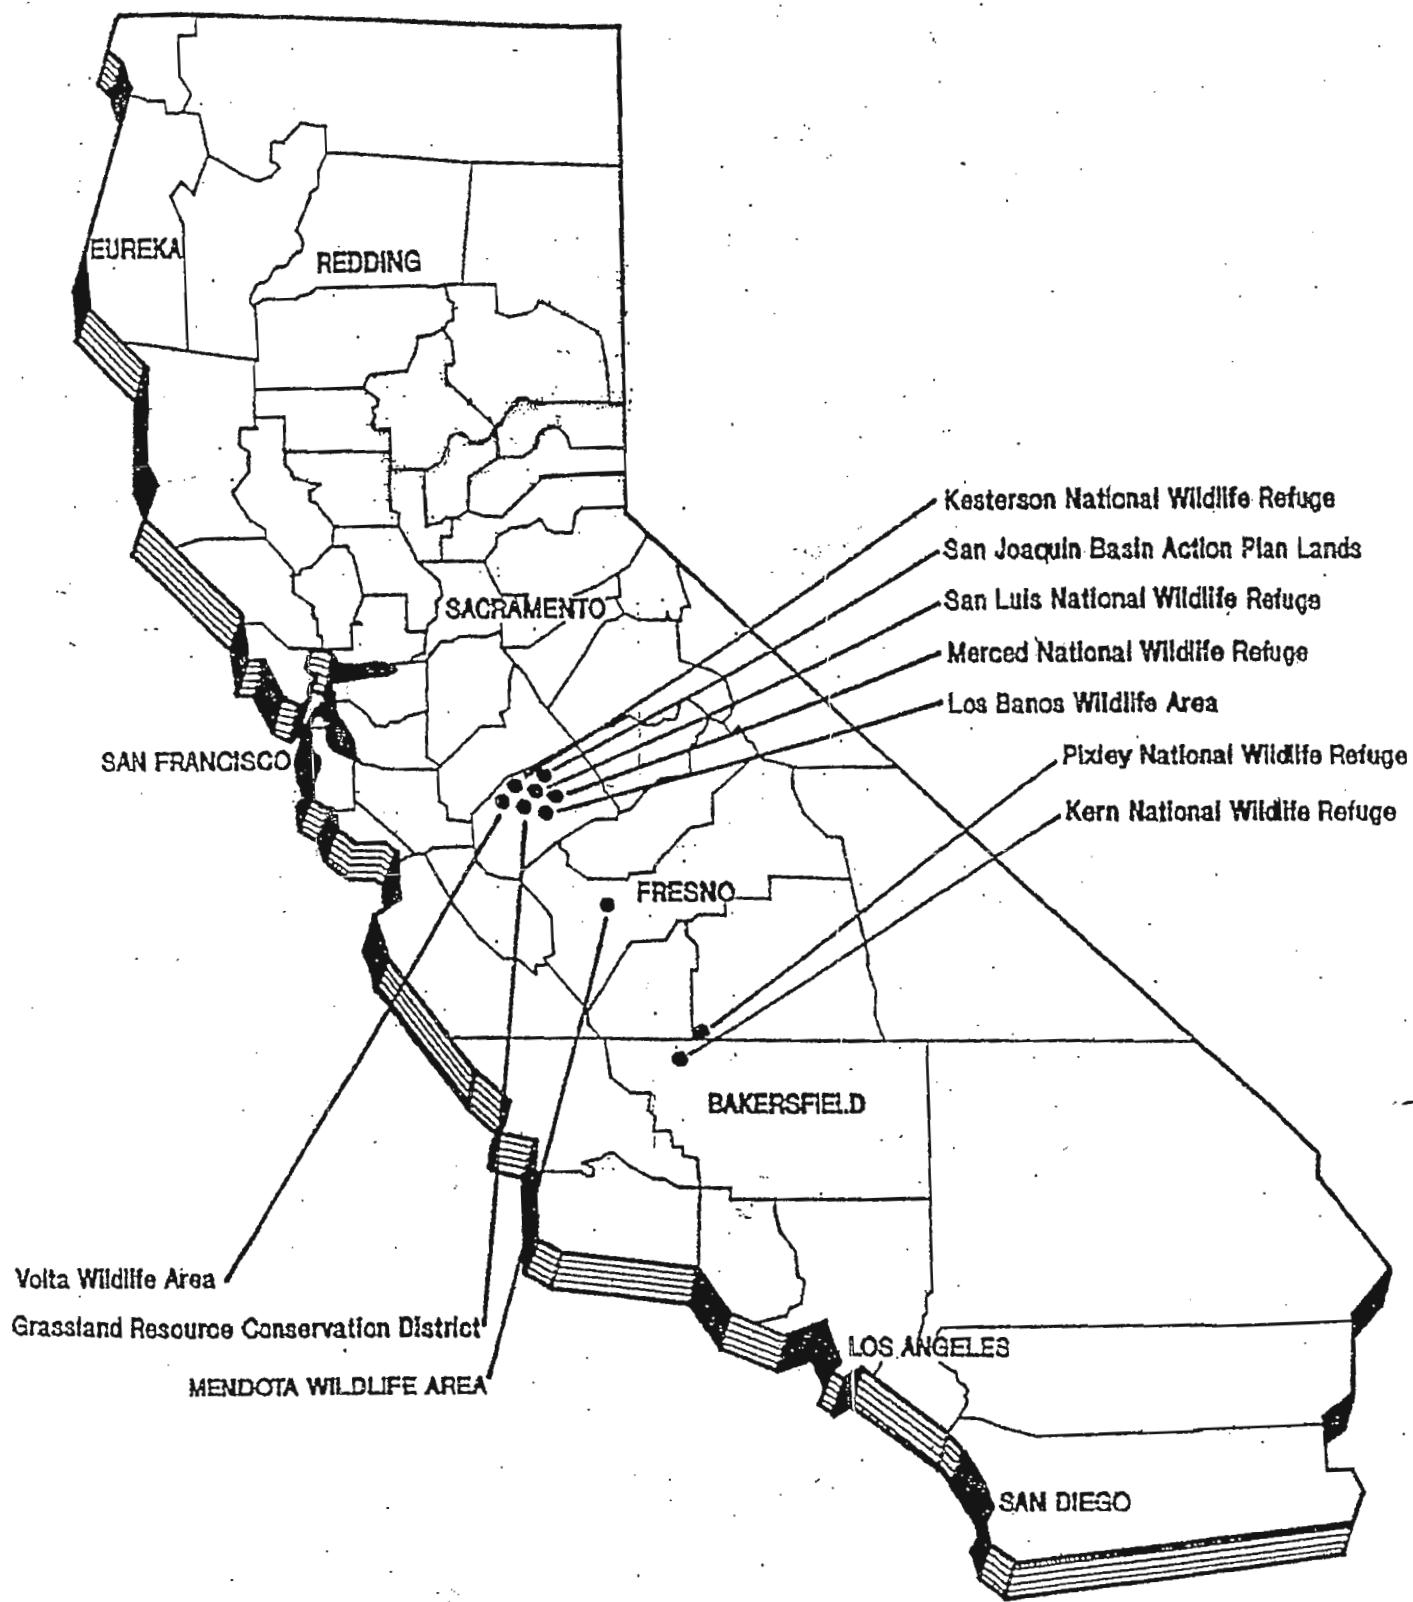 EUREKA
REDDING
Kesterson National Wildlife Refuge
San Joaquin Basin Action Plan Lands
San Luis National Wildlife Refuge
SACRAMENTO
Merced National Wildlife Refuge
Los Banos Wildlife Area
Pixley National Wildlife Refuge
SAN FRANCISCO
Kern National Wildlife Refuge
FRESNO
BAKERSFIELD
Volta Wildlife Area
Grassland Resource Conservation District
LOS ANGELES
MENDOTA WILDLIFE AREA
SAN DIEGO